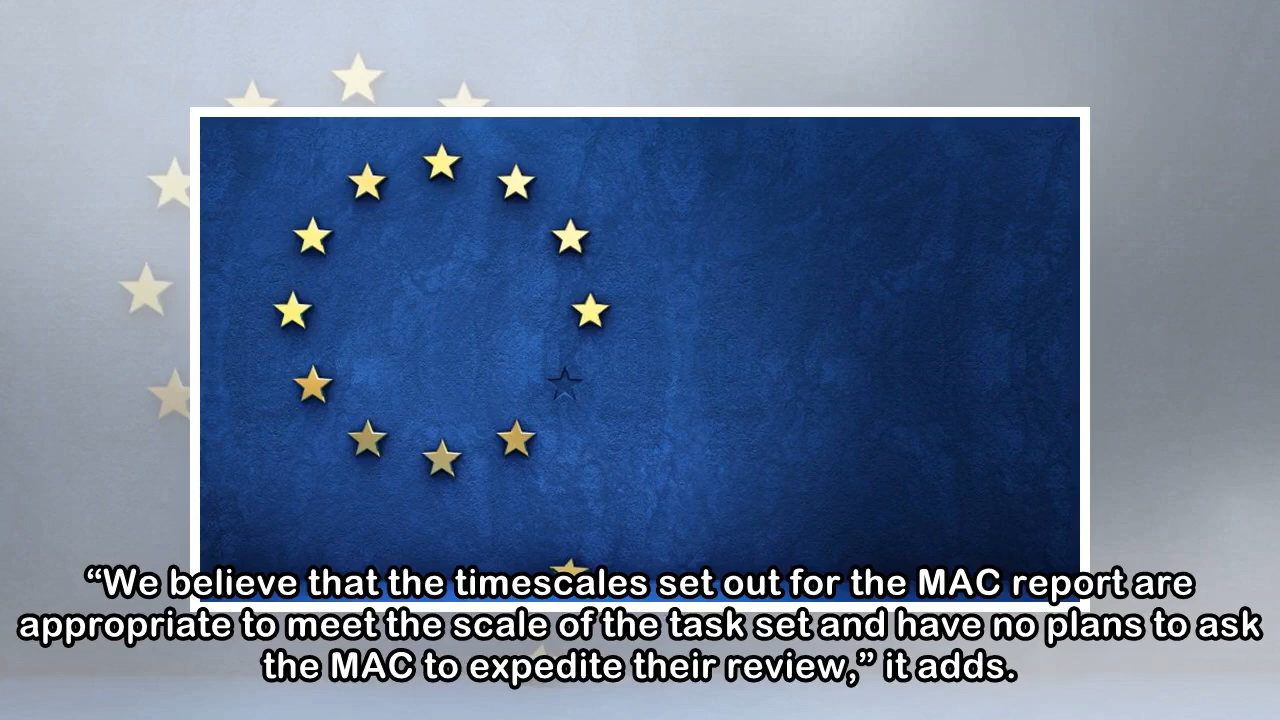 “We believe that the timescales set out for the MAC report are
appropriate to meet the scale of the task set and have no plans to ask
the MAC to expedite their review,” it adds.